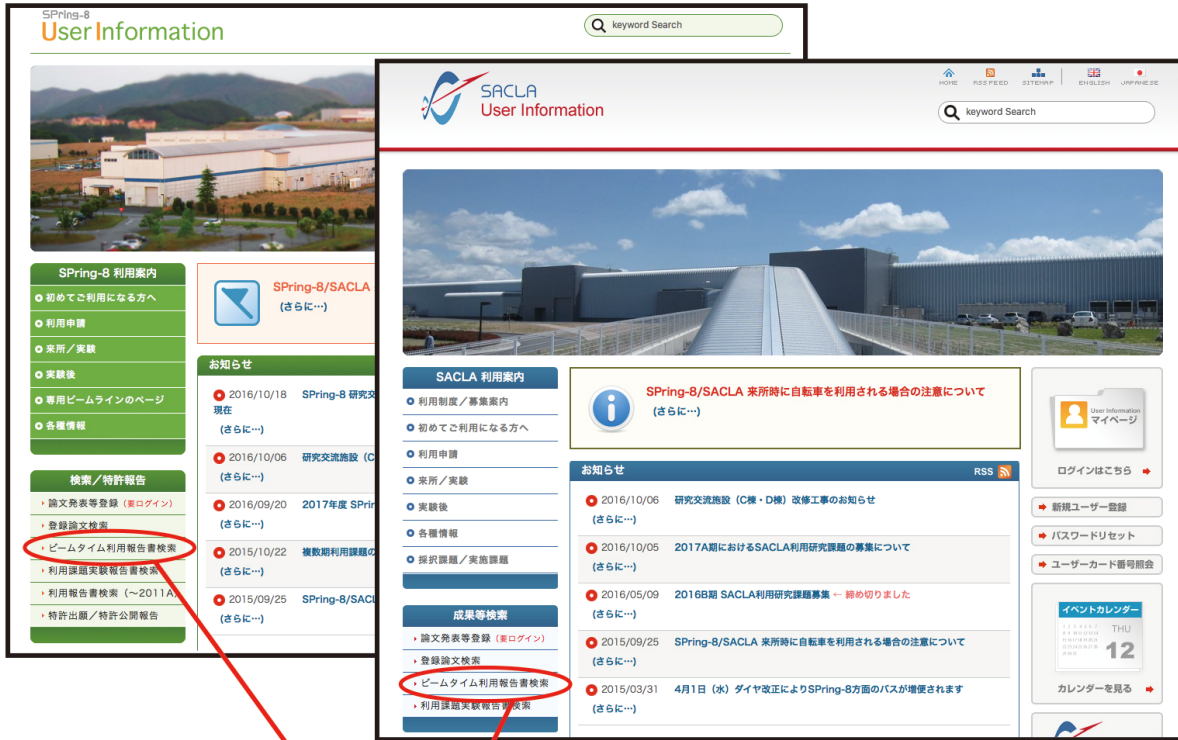 SPring-8
User Information
keyword Search
SPring-8 利用案内
初めてご利用になる方へ
利用申請
来所／実験
実験後
専用ビームラインのページ
各種情報
検索／特許報告
論文発表等登録（要ログイン）
登録論文検索
ビームタイム利用報告書検索
利用課題実験報告書検索
利用報告書検索（～2011A）
特許出願／特許公開報告
SPring-8/SACLA
(さらに…)
お知らせ
2016/10/18 SPring-8 研究交
現在
(さらに…)
2016/10/06 研究交流施設（C
(さらに…)
2016/09/20 2017年度 SPrin
(さらに…)
2015/10/22 複数期利用課題の
(さらに…)
2015/09/25 SPring-8/SACL
(さらに…)
SACLA
User Information
HOME RSS FEED SITEMAP ENGLISH JAPANESE
keyword Search
SACLA 利用案内
利用制度／募集案内
初めてご利用になる方へ
利用申請
来所／実験
実験後
各種情報
採択課題／実施課題
成果等検索
論文発表等登録（要ログイン）
登録論文検索
ビームタイム利用報告書検索
利用課題実験報告書検索
SPring-8/SACLA 来所時に自転車を利用される場合の注意について
(さらに…)
お知らせ RSS
2016/10/06 研究交流施設（C棟・D棟）改修工事のお知らせ
(さらに…)
2016/10/05 2017A期におけるSACLA利用研究課題の募集について
(さらに…)
2016/05/09 2016B期 SACLA利用研究課題募集 ← 締め切りました
(さらに…)
2015/09/25 SPring-8/SACLA 来所時に自転車を利用される場合の注意について
(さらに…)
2015/03/31 4月1日（水）ダイヤ改正によりSPring-8方面のバスが増便されます
(さらに…)
User Information
マイページ
ログインはこちら
新規ユーザー登録
パスワードリセット
ユーザーカード番号照会
イベントカレンダー
THU
12
カレンダーを見る